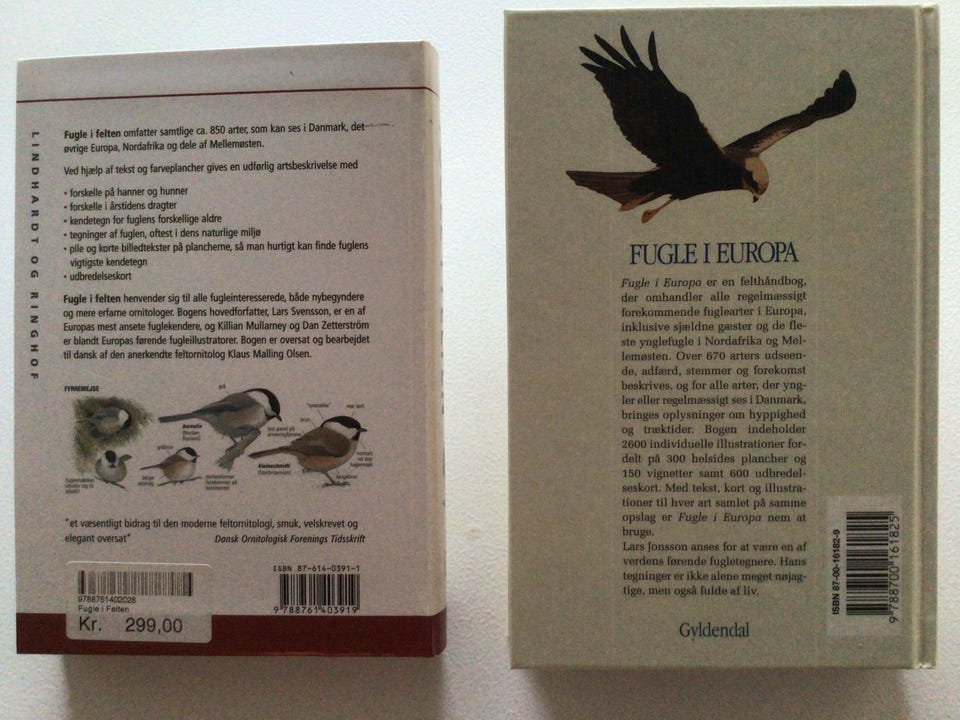 LINDHARDT OG RINGHOF
Fugle i felten omfatter samtlige ca. 850 arter, som kan ses i Danmark, det
øvrige Europa, Nordafrika og dele af Mellemøsten.
Ved hjælp af tekst og farveplancher gives en udførlig artsbeskrivelse med
• forskelle på hanner og hunner
• forskelle i årstidens dragter
• kendetegn for fuglens forskellige aldre
• tegninger af fuglen, oftest i dens naturlige miljø
• pile og korte billedtekster på plancherne, så man hurtigt kan finde fuglens
vigtigste kendetegn
• udbredelseskort
Fugle i felten henvender sig til alle fugleinteresserede, både nybegyndere
og mere erfarne ornitologer. Bogens hovedforfatter, Lars Svensson, er en af
Europas mest ansete fuglekendere, og Killian Mullarney og Dan Zetterström
er blandt Europas førende fugleillustratorer. Bogen er oversat og bearbejdet
til dansk af den anerkendte feltornitolog Klaus Malling Olsen.
FYRREMEJSE
grå
borealis
"et væsentligt bidrag til den moderne feltornitologi, smuk, velskrevet og
elegant oversat"
Dansk Ornitologisk Forenings Tidsskrift
9788761402028
Fugle i Felten
Kr. 299,00
ISBN 87-614-0391-1
9 788761 403919
FUGLE I EUROPA
Fugle i Europa er en felthåndbog,
der omhandler alle regelmæssigt
forekommende fuglearter i Europa,
inklusive sjældne gæster og de fle-
ste ynglefugle i Nordafrika og Mel-
lemøsten. Over 670 arters udseen-
de, adfærd, stemmer og forekomst
beskrives, og for alle arter, der yng-
ler eller regelmæssigt ses i Danmark,
bringes oplysninger om hyppighed
og træktider. Bogen indeholder
2600 individuelle illustrationer for-
delt på 300 helsides plancher og
150 vignetter samt 600 udbredel-
seskort. Med tekst, kort og illustra-
tioner til hver art samlet på samme
opslag er Fugle i Europa nem at
bruge.
Lars Jonsson anses for at være en af
verdens førende fugletegnere. Hans
tegninger er ikke alene meget nøjag-
tige, men også fulde af liv.
Gyldendal
ISBN 87-00-16182-9
9 788700 161825